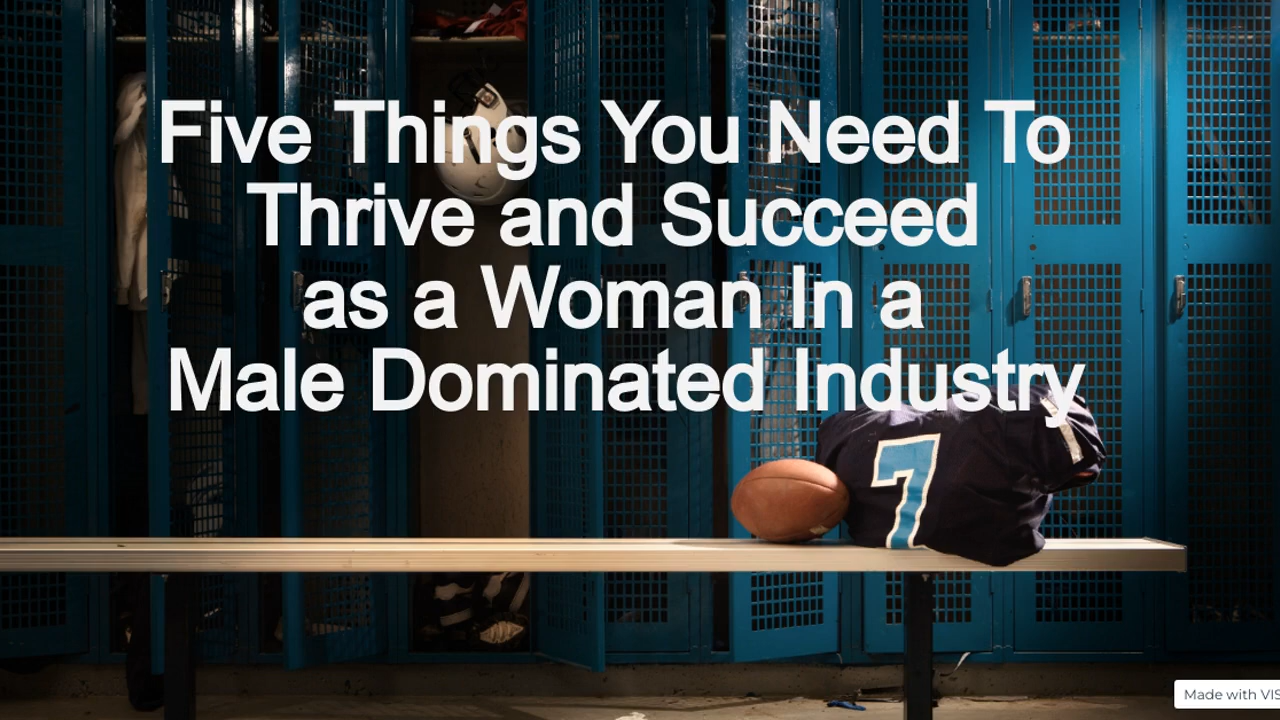 Five Things You Need To
Thrive and Succeed
as a Woman In a
Male Dominated Industry
7
Made with VIS